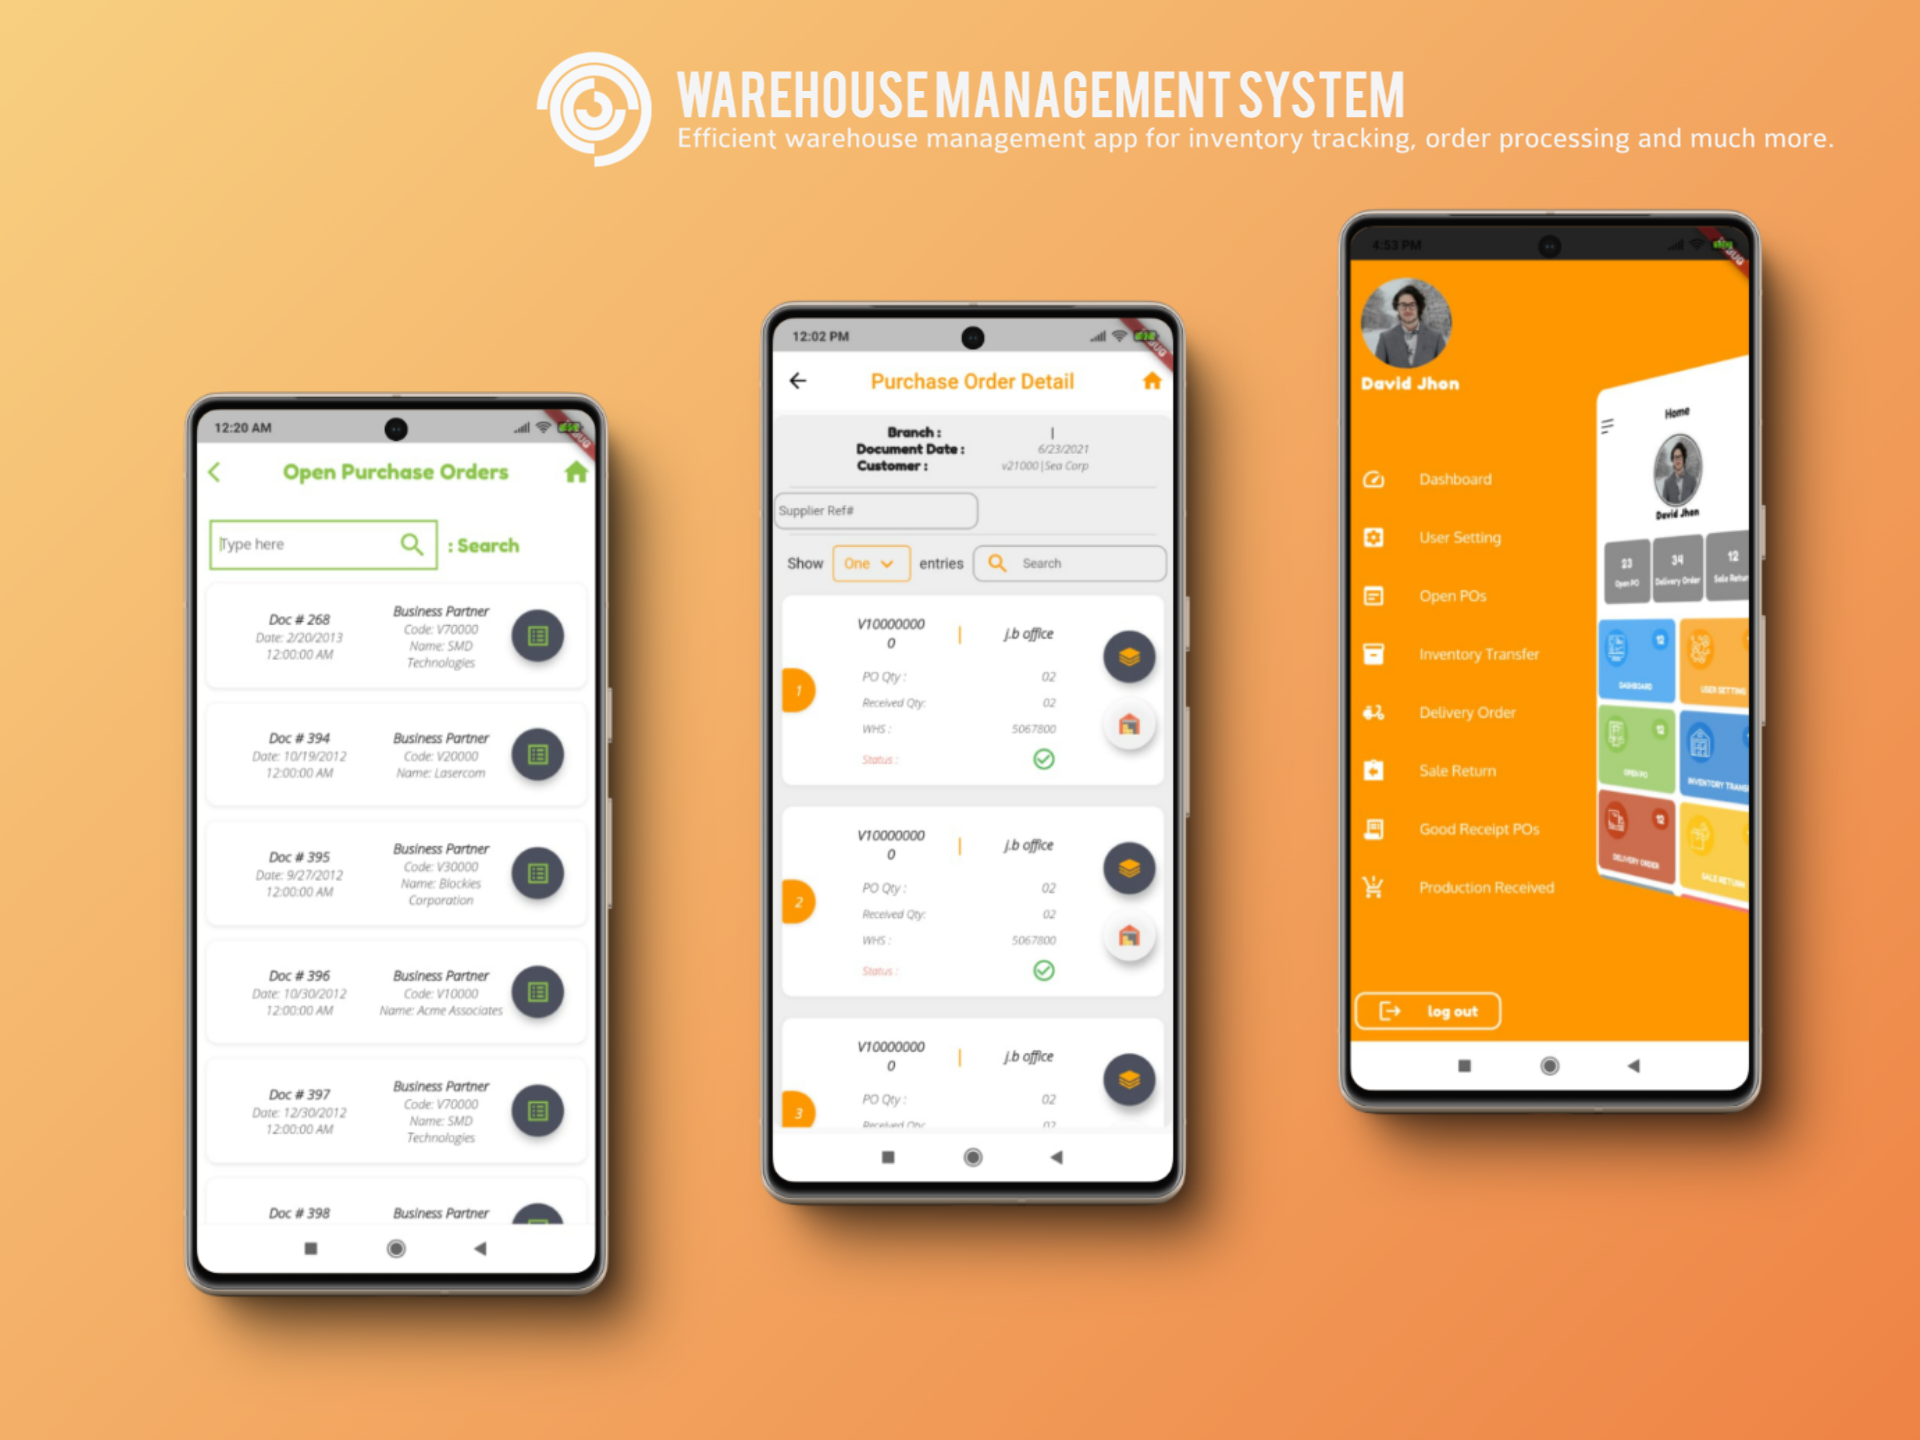 WAREHOUSE MANAGEMENT SYSTEM
Efficient warehouse management app for inventory tracking, order processing and much more.
12:20 AM
Open Purchase Orders
Type here
: Search
Doc # 268
Date: 2/20/2013
12:00:00 AM
Business Partner
Code: V70000
Name: SMD
Technologies
Doc # 394
Date: 10/19/2012
12:00:00 AM
Business Partner
Code: V20000
Name: Lasercom
Doc # 395
Date: 9/27/2012
12:00:00 AM
Business Partner
Code: V30000
Name: Blockies
Corporation
Doc # 396
Date: 10/30/2012
12:00:00 AM
Business Partner
Code: V10000
Name: Acme Associates
Doc # 397
Date: 12/30/2012
12:00:00 AM
Business Partner
Code: V70000
Name: SMD
Technologies
Doc # 398
Business Partner
12:02 PM
Purchase Order Detail
Branch : |
Document Date : 6/23/2021
Customer : v21000|Sea Corp
Supplier Ref#
Show One entries Search
1
V10000000
0
j.b office
PO Qty : 02
Received Qty: 02
WHS : 5067800
Status :
2
V10000000
0
j.b office
PO Qty : 02
Received Qty: 02
WHS : 5067800
Status :
3
V10000000
0
j.b office
PO Qty : 02
Received Qty: 02
4:53 PM
David Jhon
Dashboard
User Setting
Open POs
Inventory Transfer
Delivery Order
Sale Return
Good Receipt POs
Production Received
log out
Home
David Jhon
23
Open PO
34
Delivery Order
12
Sale Retur
12
DASHBOARD
USER SETTING
12
OPEN PO
INVENTORY TRANS
12
DELIVERY ORDER
SALE RETURN